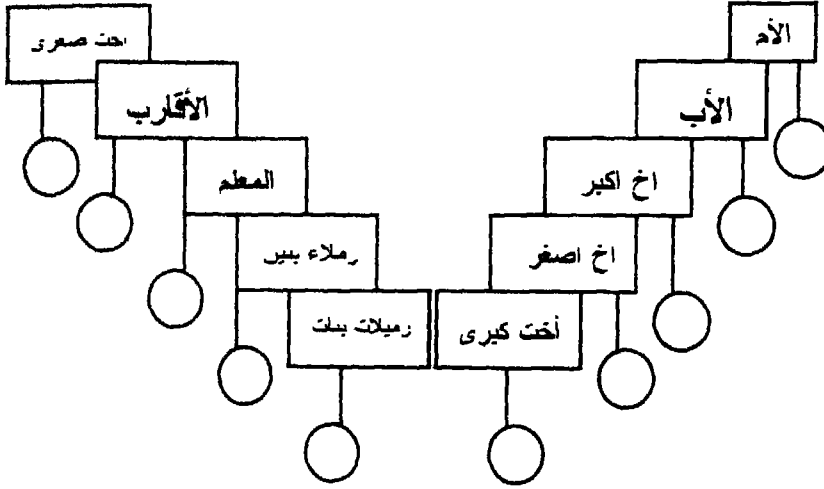 الأم
الأب
اخ اكبر
اخ اصغر
أخت كبرى
زميلات بنات
زملاء بنين
المعلم
الأقارب
اخت صغرى